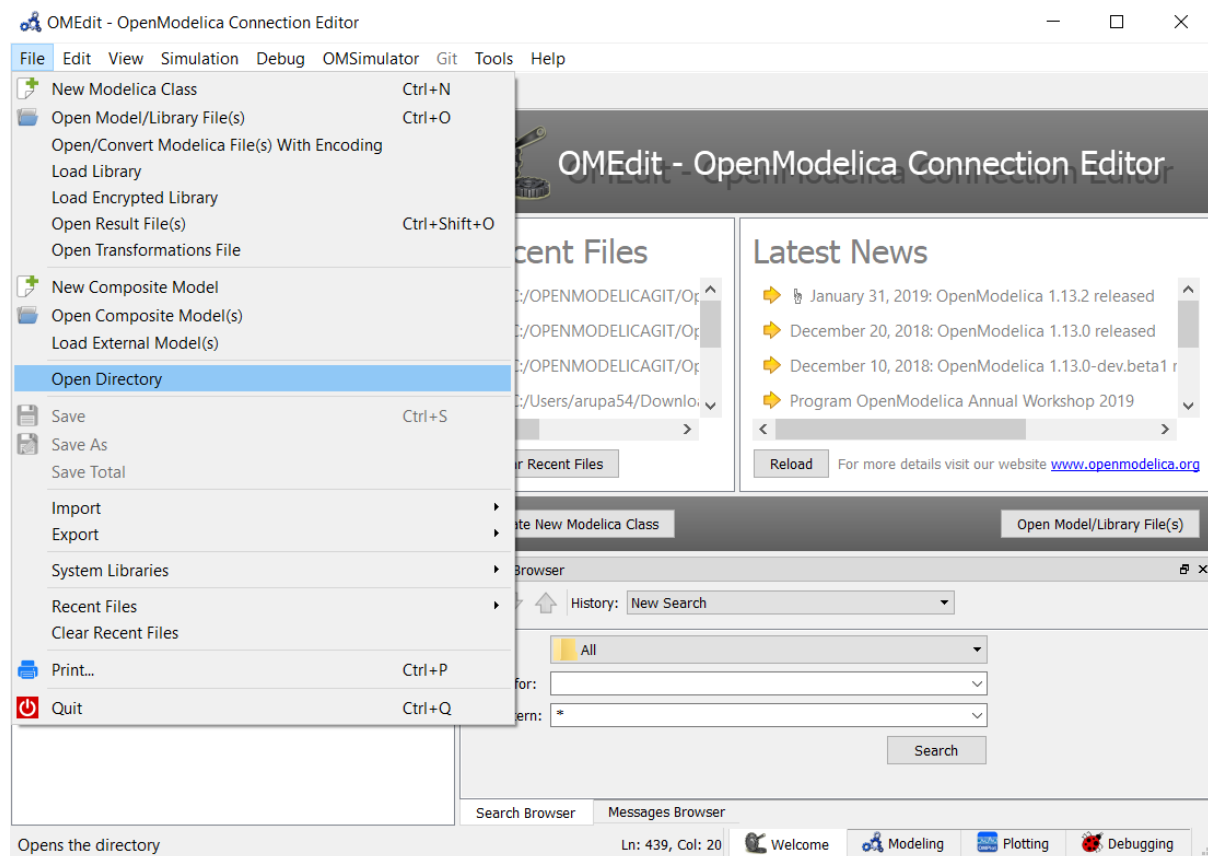 OMEdit - OpenModelica Connection Editor
File Edit View Simulation Debug OMSimulator Git Tools Help
New Modelica Class Ctrl+N
Open Model/Library File(s) Ctrl+O
Open/Convert Modelica File(s) With Encoding
Load Library
Load Encrypted Library
Open Result File(s) Ctrl+Shift+O
Open Transformations File
New Composite Model
Open Composite Model(s)
Load External Model(s)
Open Directory
Save Ctrl+S
Save As
Save Total
Import
Export
System Libraries
Recent Files
Clear Recent Files
Print... Ctrl+P
Quit Ctrl+Q
OMEdit - OpenModelica Connection Editor
cent Files
:/OPENMODELICAGIT/Op
:/OPENMODELICAGIT/Op
:/OPENMODELICAGIT/Op
:/Users/arupa54/Downlo
r Recent Files
Latest News
January 31, 2019: OpenModelica 1.13.2 released
December 20, 2018: OpenModelica 1.13.0 released
December 10, 2018: OpenModelica 1.13.0-dev.beta1 r
Program OpenModelica Annual Workshop 2019
Reload For more details visit our website www.openmodelica.org
te New Modelica Class Open Model/Library File(s)
Browser
History: New Search
All
for:
ern: *
Search
Search Browser Messages Browser
Opens the directory Ln: 439, Col: 20 Welcome Modeling Plotting Debugging